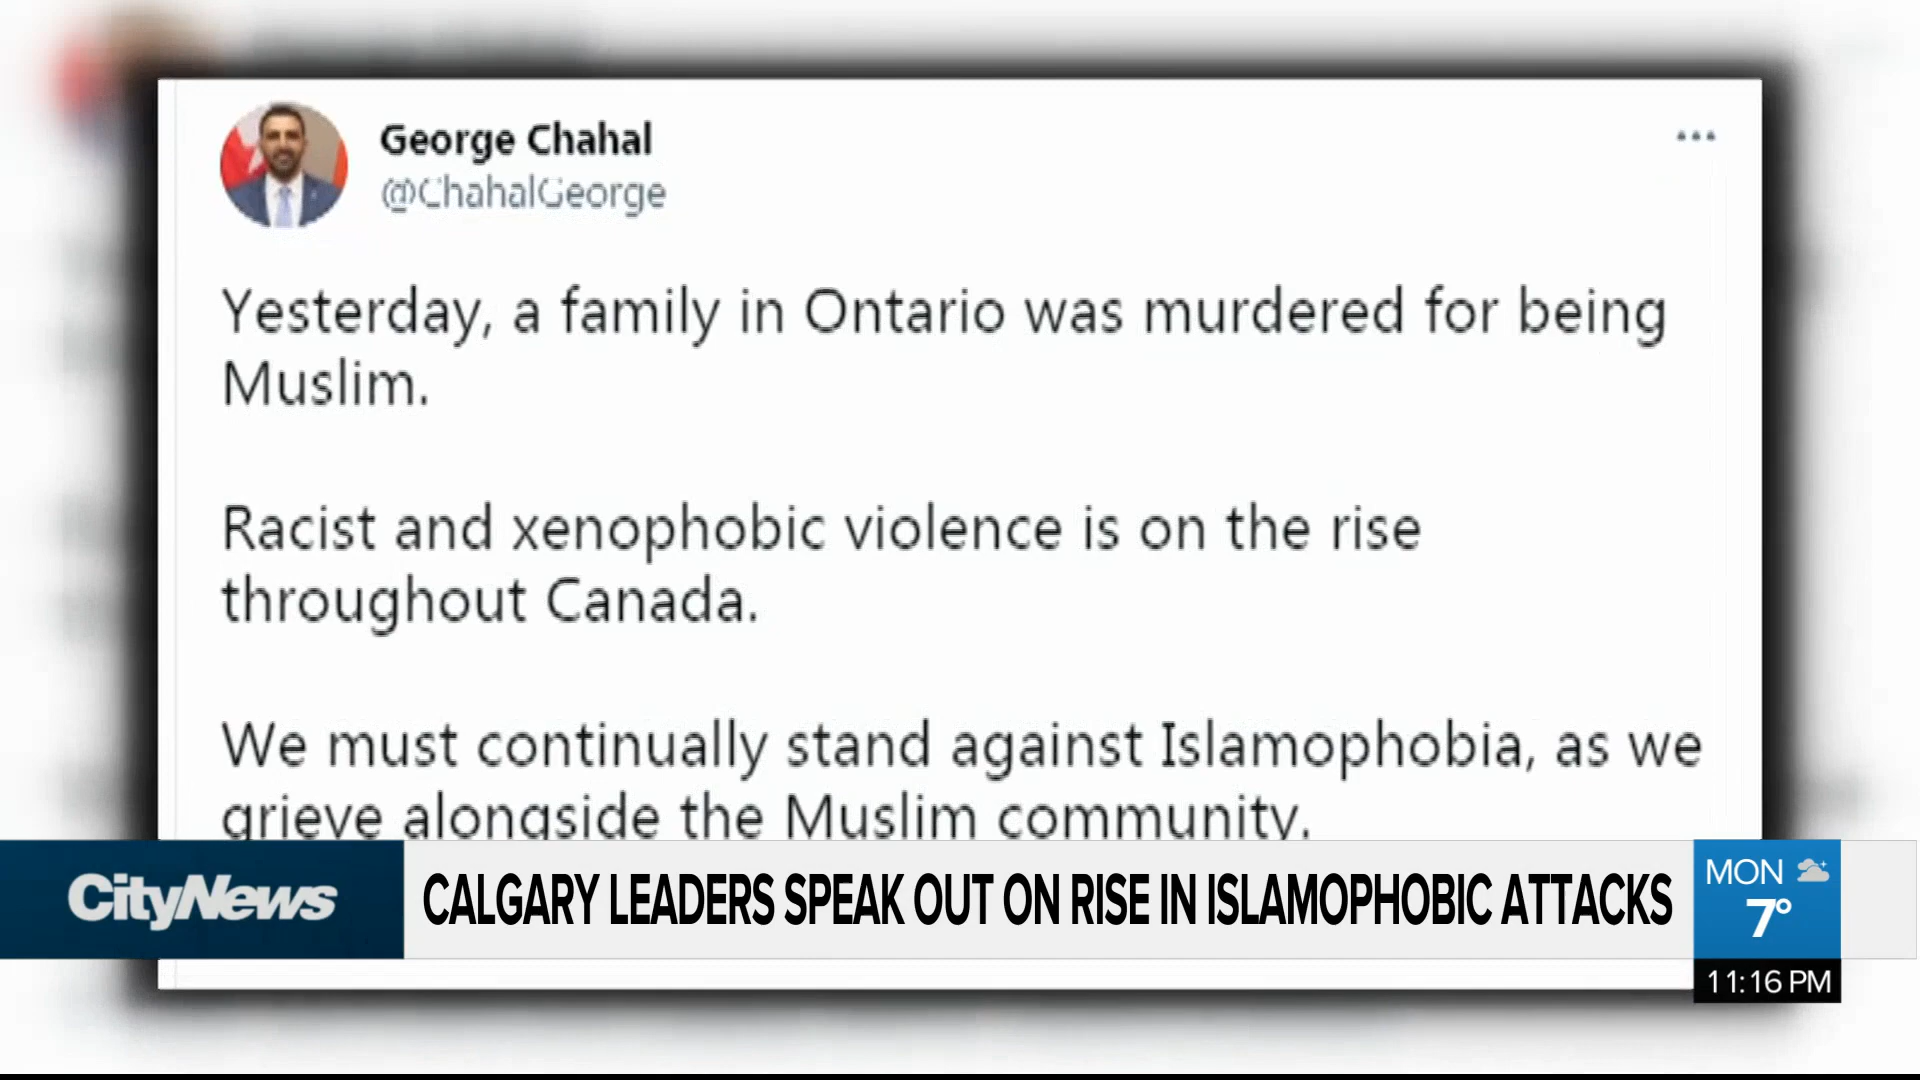 George Chahal
@ChahalGeorge
Yesterday, a family in Ontario was murdered for being
Muslim.
Racist and xenophobic violence is on the rise
throughout Canada.
We must continually stand against Islamophobia, as we
grieve alongside the Muslim community.
CityNews
CALGARY LEADERS SPEAK OUT ON RISE IN ISLAMOPHOBIC ATTACKS
MON
7°
11:16 PM